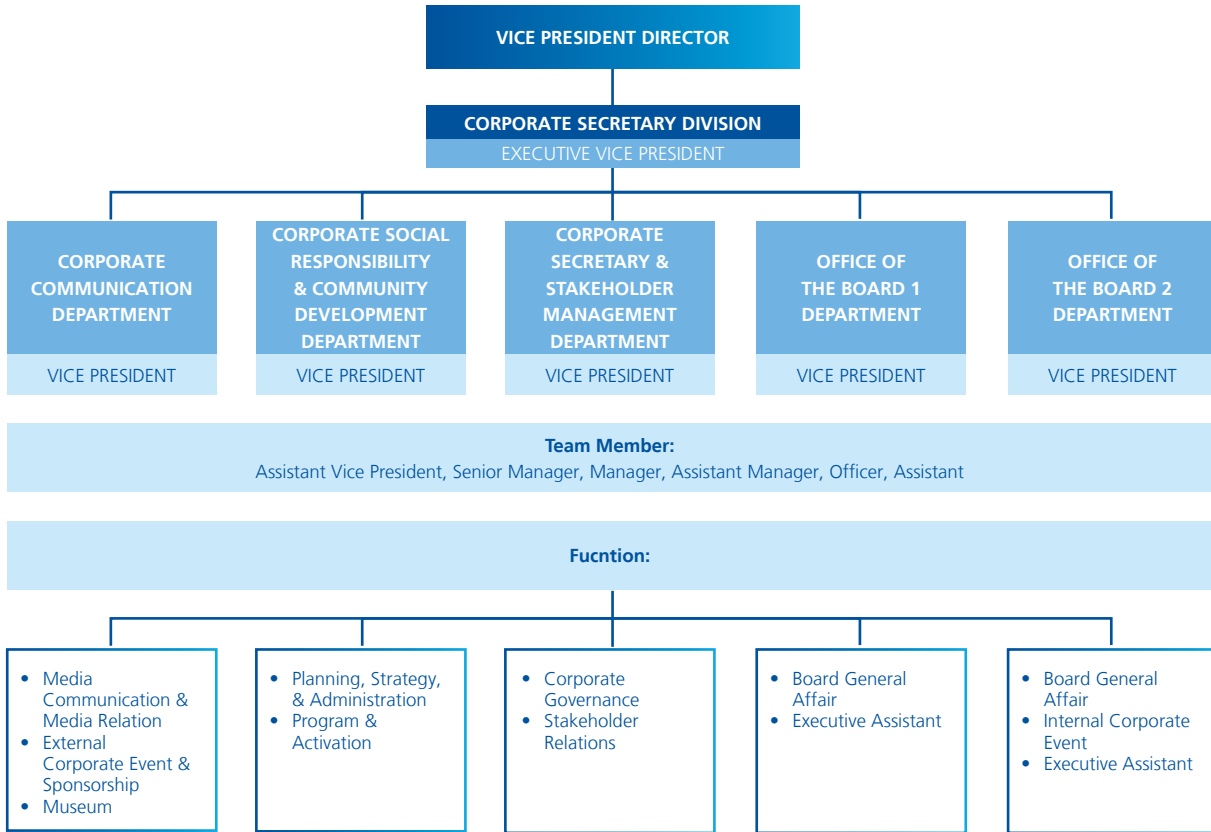 VICE PRESIDENT DIRECTOR
CORPORATE SECRETARY DIVISION
EXECUTIVE VICE PRESIDENT
CORPORATE
COMMUNICATION
DEPARTMENT
VICE PRESIDENT
CORPORATE SOCIAL
RESPONSIBILITY
& COMMUNITY
DEVELOPMENT
DEPARTMENT
VICE PRESIDENT
CORPORATE
SECRETARY &
STAKEHOLDER
MANAGEMENT
DEPARTMENT
VICE PRESIDENT
OFFICE OF
THE BOARD 1
DEPARTMENT
VICE PRESIDENT
OFFICE OF
THE BOARD 2
DEPARTMENT
VICE PRESIDENT
Team Member:
Assistant Vice President, Senior Manager, Manager, Assistant Manager, Officer, Assistant
Fucntion:
• Media
Communication &
Media Relation
• External
Corporate Event &
Sponsorship
• Museum
• Planning, Strategy,
& Administration
• Program &
Activation
• Corporate
Governance
• Stakeholder
Relations
• Board General
Affair
• Executive Assistant
• Board General
Affair
• Internal Corporate
Event
• Executive Assistant